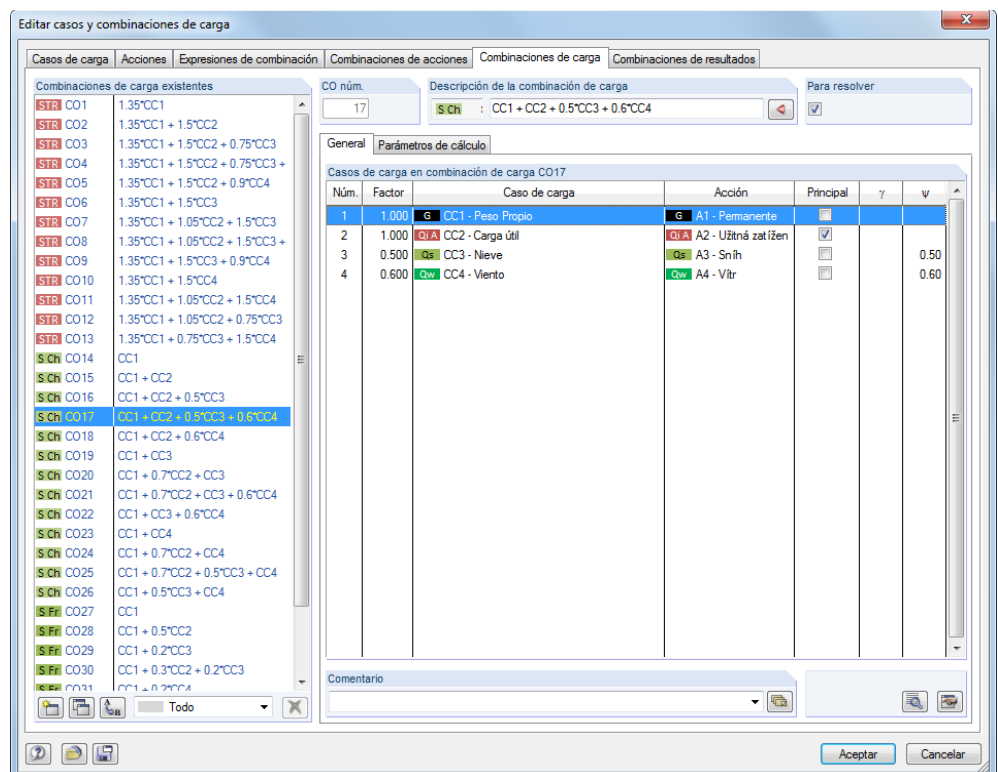 Editar casos y combinaciones de carga
Casos de carga Acciones Expresiones de combinación Combinaciones de acciones Combinaciones de carga Combinaciones de resultados
Combinaciones de carga existentes
STR CO1 1.35*CC1
STR CO2 1.35*CC1 + 1.5*CC2
STR CO3 1.35*CC1 + 1.5*CC2 + 0.75*CC3
STR CO4 1.35*CC1 + 1.5*CC2 + 0.75*CC3 +
STR CO5 1.35*CC1 + 1.5*CC2 + 0.9*CC4
STR CO6 1.35*CC1 + 1.5*CC3
STR CO7 1.35*CC1 + 1.05*CC2 + 1.5*CC3
STR CO8 1.35*CC1 + 1.05*CC2 + 1.5*CC3 +
STR CO9 1.35*CC1 + 1.5*CC3 + 0.9*CC4
STR CO10 1.35*CC1 + 1.5*CC4
STR CO11 1.35*CC1 + 1.05*CC2 + 1.5*CC4
STR CO12 1.35*CC1 + 1.05*CC2 + 0.75*CC3
STR CO13 1.35*CC1 + 0.75*CC3 + 1.5*CC4
S Ch CO14 CC1
S Ch CO15 CC1 + CC2
S Ch CO16 CC1 + CC2 + 0.5*CC3
S Ch CO17 CC1 + CC2 + 0.5*CC3 + 0.6*CC4
S Ch CO18 CC1 + CC2 + 0.6*CC4
S Ch CO19 CC1 + CC3
S Ch CO20 CC1 + 0.7*CC2 + CC3
S Ch CO21 CC1 + 0.7*CC2 + CC3 + 0.6*CC4
S Ch CO22 CC1 + CC3 + 0.6*CC4
S Ch CO23 CC1 + CC4
S Ch CO24 CC1 + 0.7*CC2 + CC4
S Ch CO25 CC1 + 0.7*CC2 + 0.5*CC3 + CC4
S Ch CO26 CC1 + 0.5*CC3 + CC4
S Fr CO27 CC1
S Fr CO28 CC1 + 0.5*CC2
S Fr CO29 CC1 + 0.2*CC3
S Fr CO30 CC1 + 0.3*CC2 + 0.2*CC3
S Fr CO31 CC1 + 0.2*CC4
Todo
CO núm.
17
Descripción de la combinación de carga
S Ch : CC1 + CC2 + 0.5*CC3 + 0.6*CC4
Para resolver
General Parámetros de cálculo
Casos de carga en combinación de carga CO17
Núm. Factor Caso de carga Acción Principal γ ψ
1 1.000 G CC1 - Peso Propio G A1 - Permanente
2 1.000 Qi A CC2 - Carga útil Qi A A2 - Užitná zatížen
3 0.500 Qs CC3 - Nieve Qs A3 - Sníh 0.50
4 0.600 Qw CC4 - Viento Qw A4 - Vítr 0.60
Comentario
Aceptar Cancelar